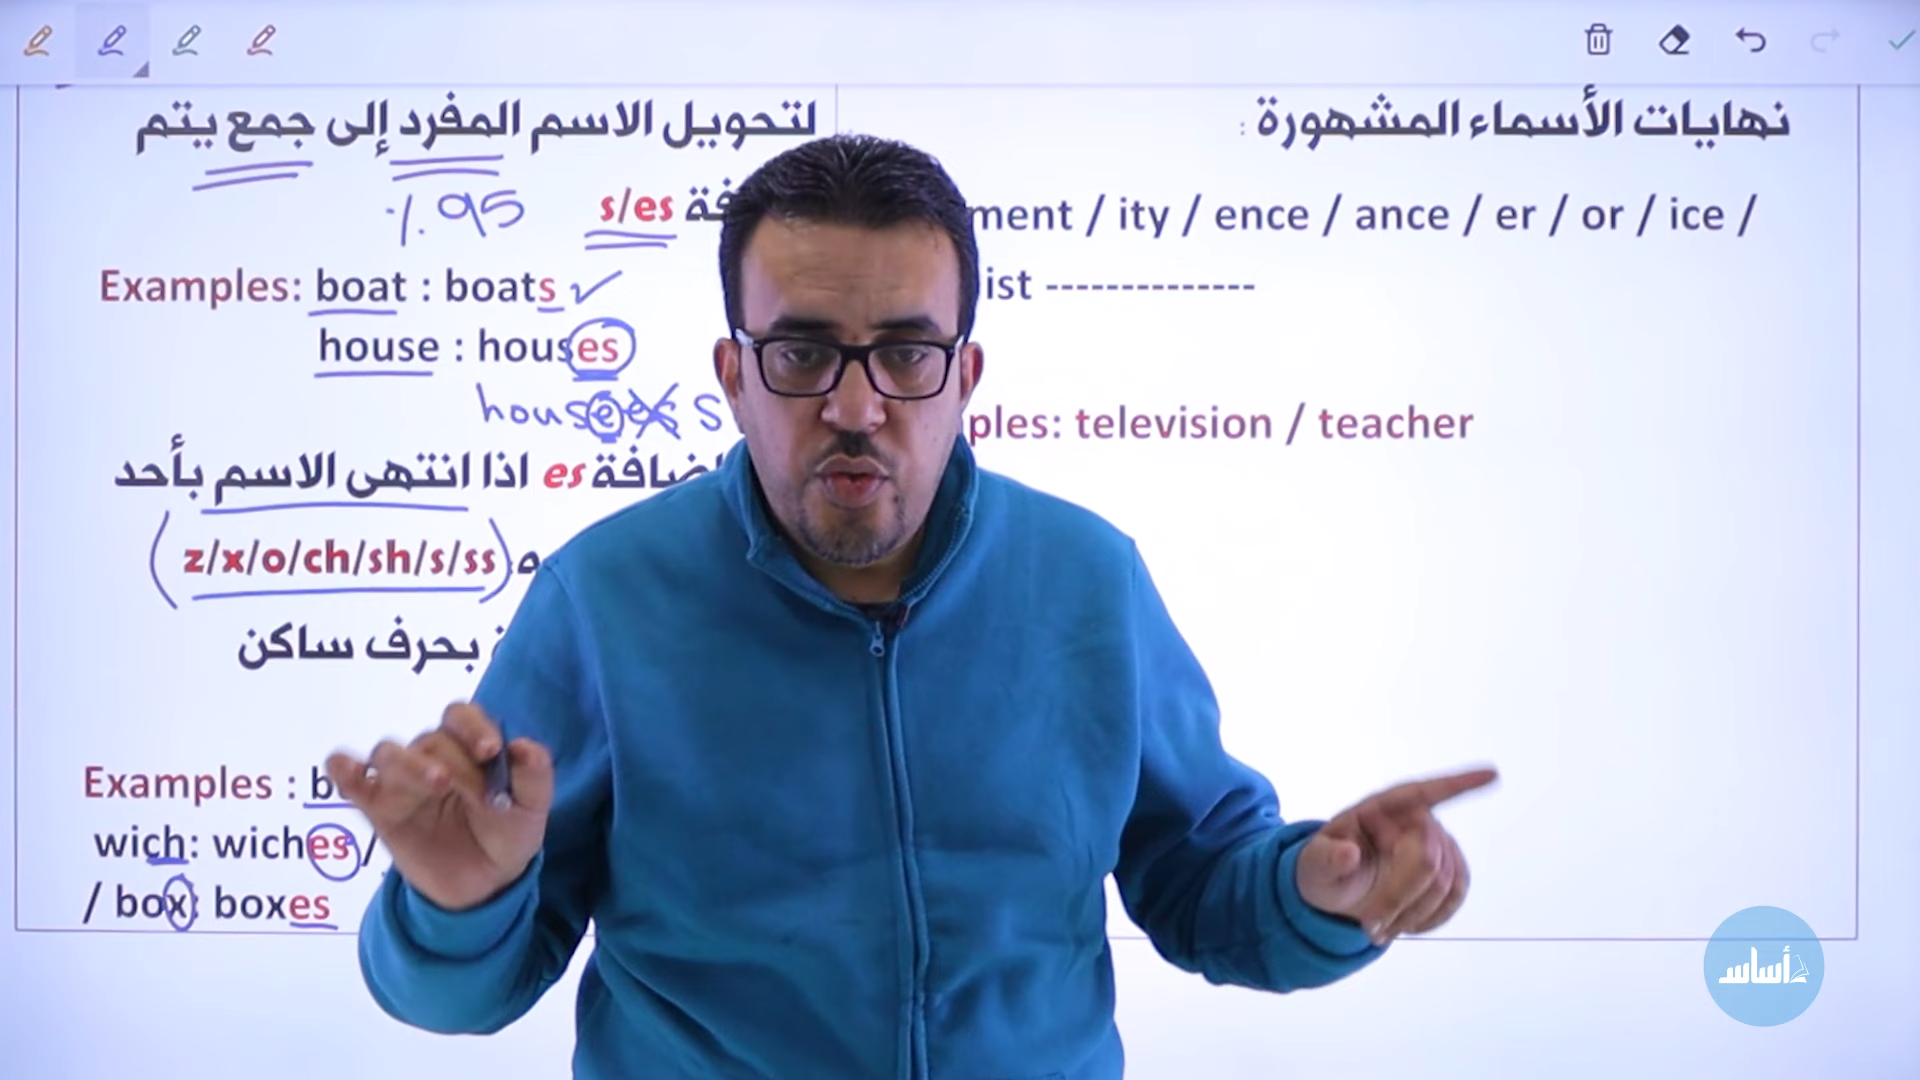 نهايات الأسماء المشهورة :
ment / ity / ence / ance / er / or / ice /
ist --------------
ples: television / teacher
لتحويل الاسم المفرد إلى جمع يتم
s/es
٪95
Examples: boat : boats ✓
house : houses
houses s
اضافة es اذا انتهى الاسم بأحد
(z/x/o/ch/sh/s/ss)
بحرف ساكن
Examples :
wich: wiches /
/ box: boxes
أساس